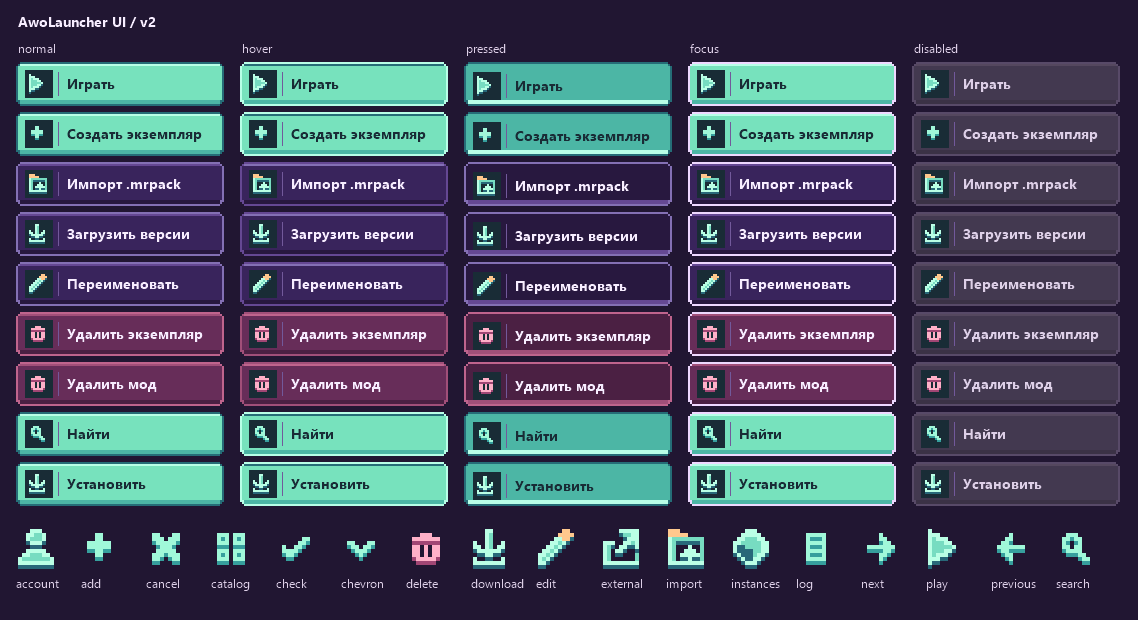 AwoLauncher UI / v2
normal hover pressed focus disabled
Играть Играть Играть Играть Играть
Создать экземпляр Создать экземпляр Создать экземпляр Создать экземпляр Создать экземпляр
Импорт .mrpack Импорт .mrpack Импорт .mrpack Импорт .mrpack Импорт .mrpack
Загрузить версии Загрузить версии Загрузить версии Загрузить версии Загрузить версии
Переименовать Переименовать Переименовать Переименовать Переименовать
Удалить экземпляр Удалить экземпляр Удалить экземпляр Удалить экземпляр Удалить экземпляр
Удалить мод Удалить мод Удалить мод Удалить мод Удалить мод
Найти Найти Найти Найти Найти
Установить Установить Установить Установить Установить
account add cancel catalog check chevron delete download edit external import instances log next play previous search